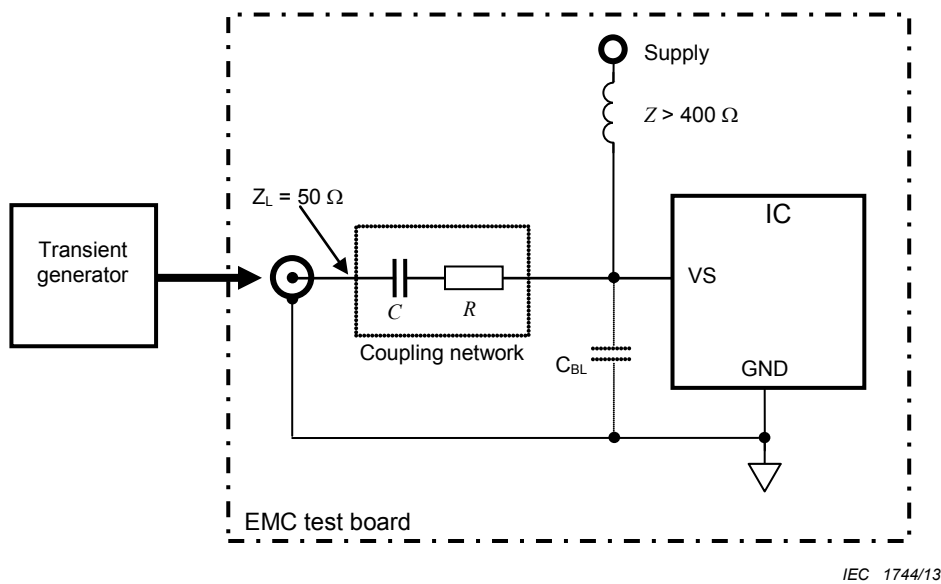 Supply
Z > 400 Ω
Z_L = 50 Ω
IC
Transient
generator
VS
C
R
Coupling network
C_BL
GND
EMC test board
IEC 1744/13